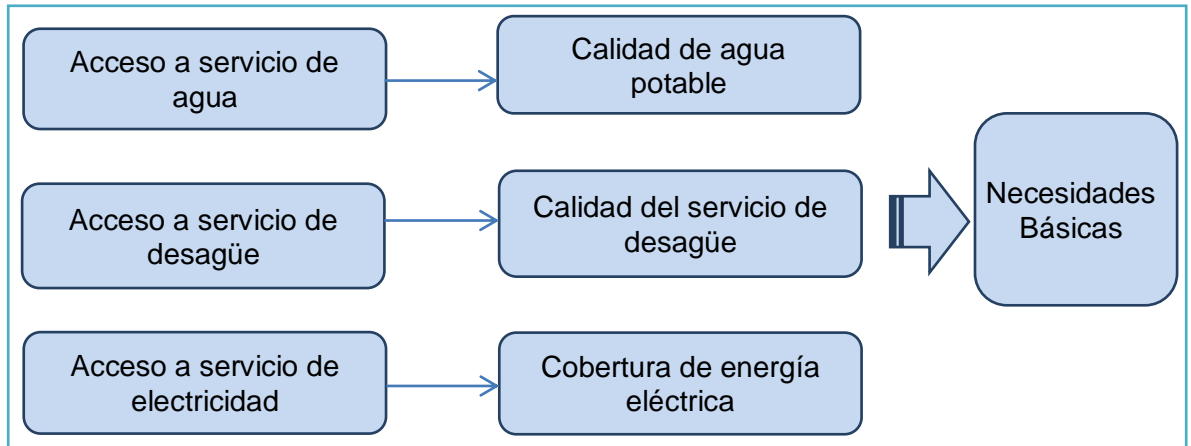 Acceso a servicio de
agua
Calidad de agua
potable
Acceso a servicio de
desagüe
Calidad del servicio de
desagüe
Acceso a servicio de
electricidad
Cobertura de energía
eléctrica
Necesidades
Básicas